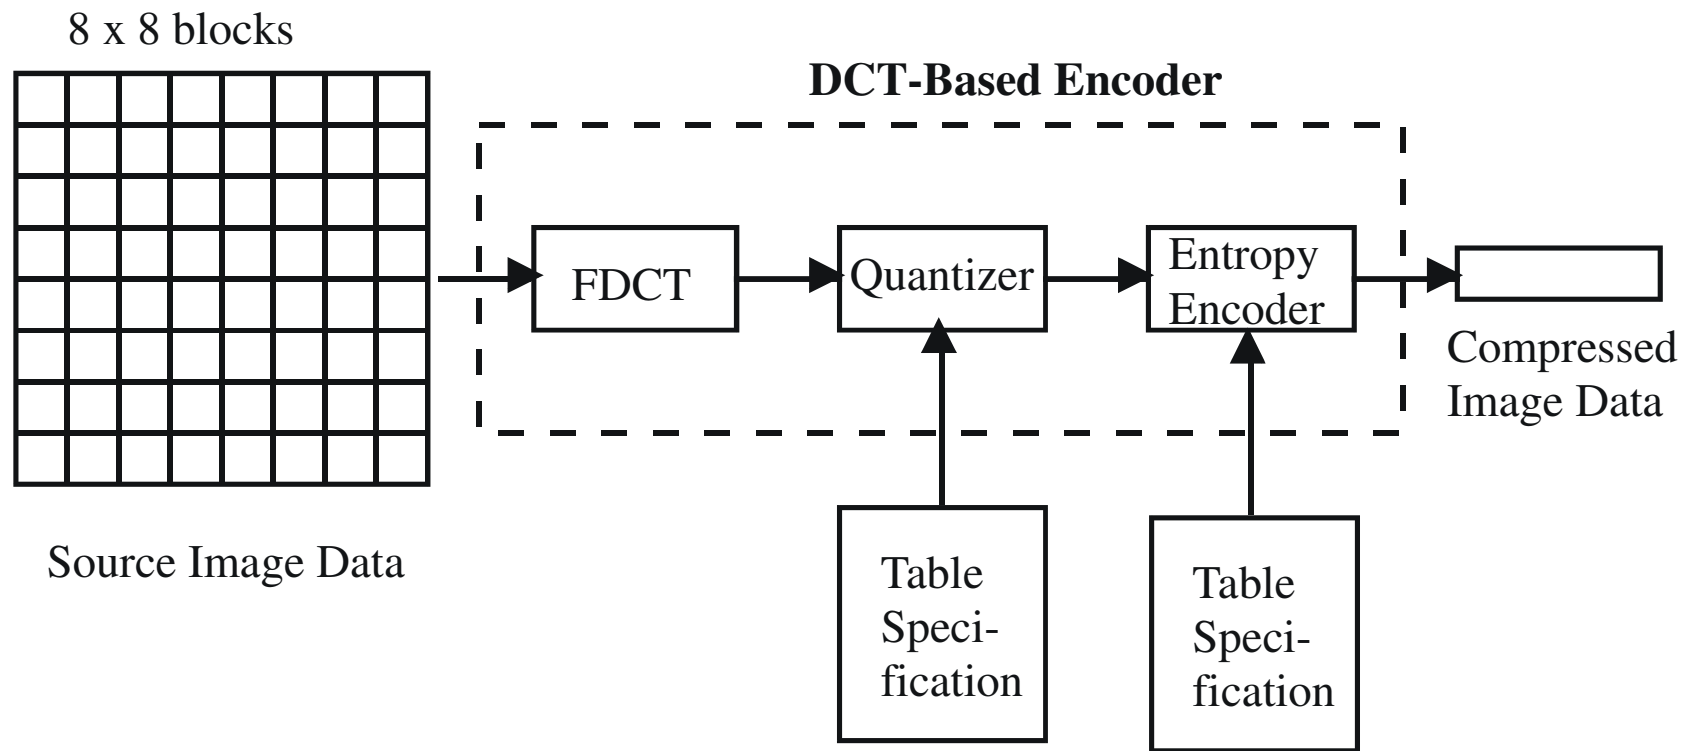 8 x 8 blocks
DCT-Based Encoder
FDCT
Quantizer
Entropy
Encoder
Compressed
Image Data
Source Image Data
Table
Speci-
fication
Table
Speci-
fication